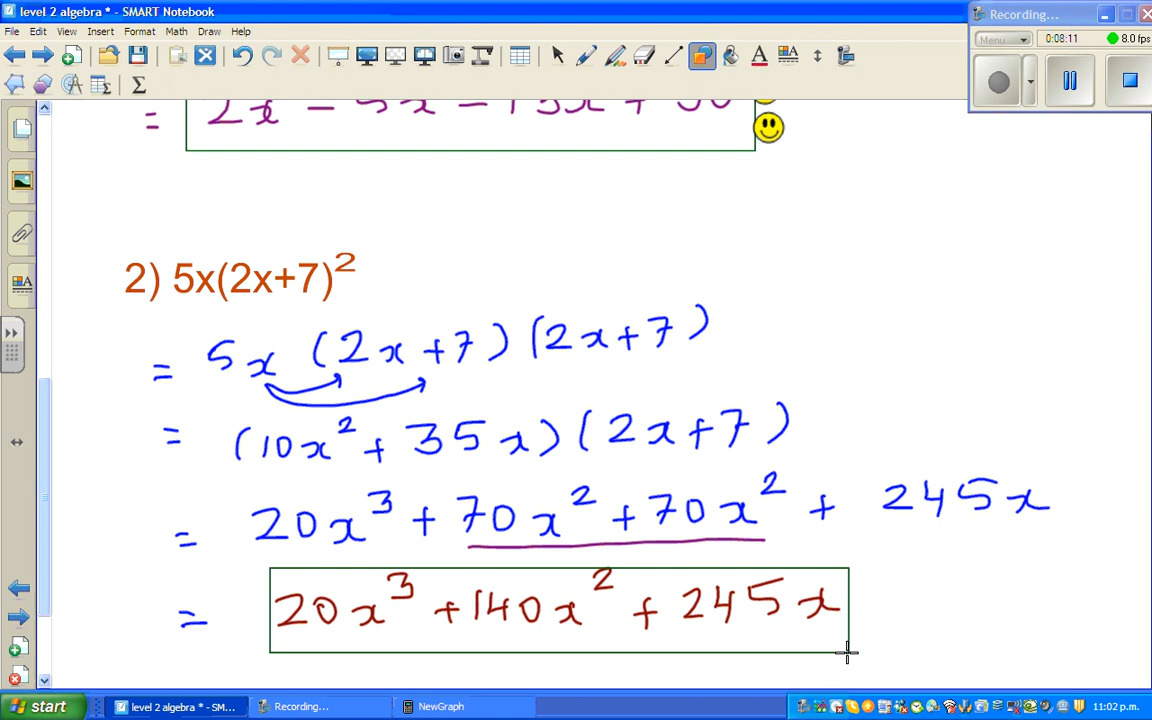 level 2 algebra * - SMART Notebook
Recording...
File Edit View Insert Format Math Draw Help
Menu 0:08:11 8.0 fps
2) 5x(2x+7)²
= 5x (2x+7)(2x+7)
= (10x²+35x)(2x+7)
= 20x³+70x²+70x²+ 245x
= 20x³+140x²+245x
start level 2 algebra * - SM... Recording... NewGraph 11:02 p.m.